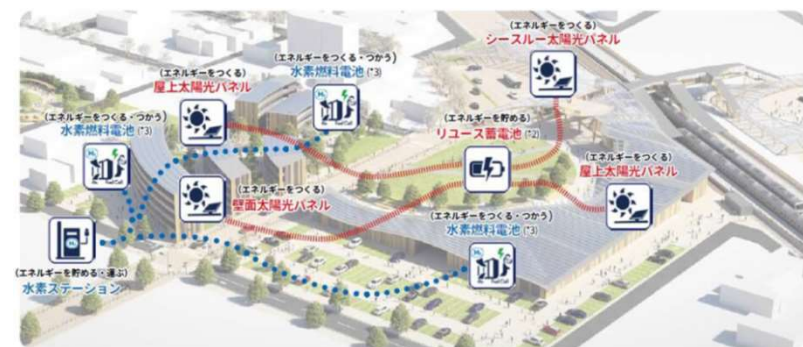 (エネルギーをつくる)
シースルー太陽光パネル
(エネルギーをつくる・つかう)
水素燃料電池(*3)
(エネルギーをつくる)
屋上太陽光パネル
(エネルギーをつくる・つかう)
水素燃料電池(*3)
(エネルギーを貯める)
リユース蓄電池(*2)
(エネルギーをつくる)
屋上太陽光パネル
(エネルギーをつくる)
壁面太陽光パネル
(エネルギーをつくる・つかう)
水素燃料電池(*3)
(エネルギーを貯める・運ぶ)
水素ステーション